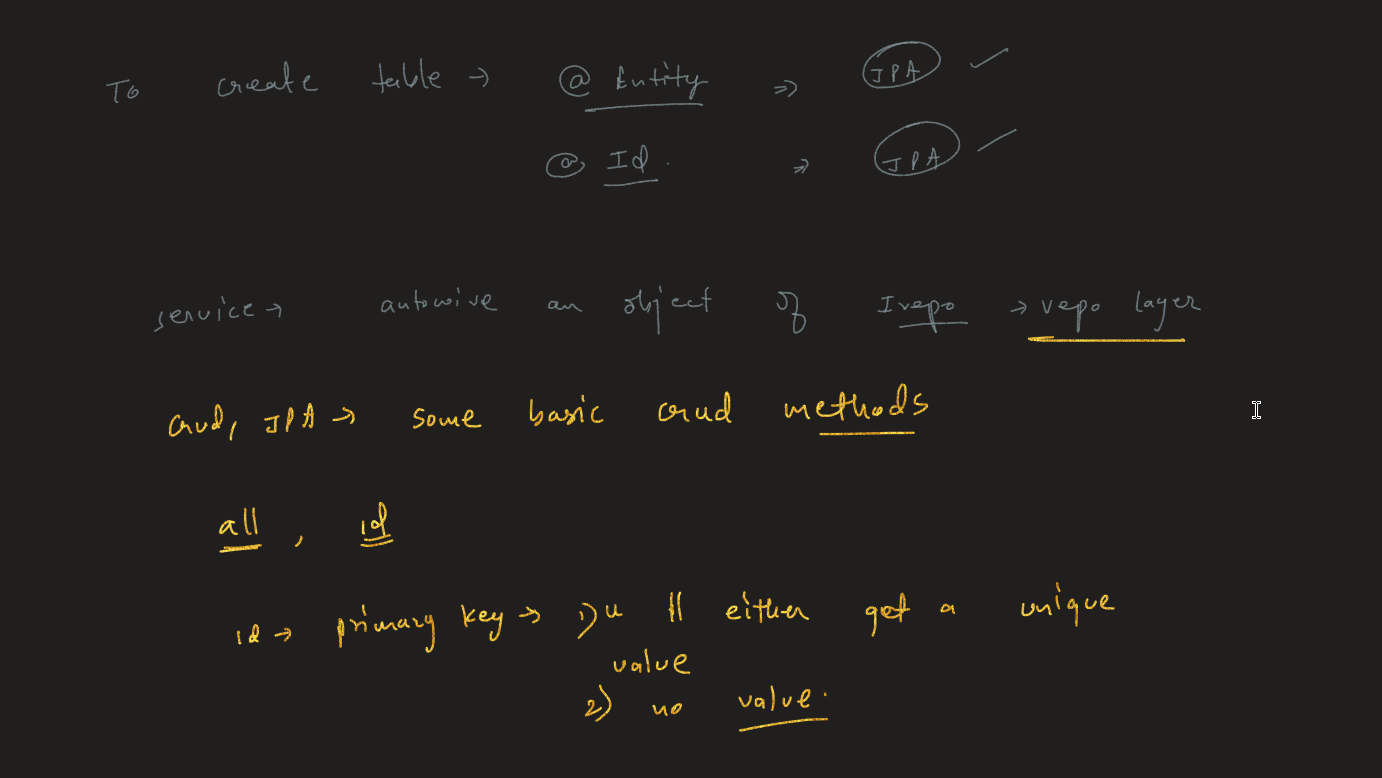 To create table → @ Entity ⇒ JPA ✓
@ Id. ⇒ JPA ✓
service → autowire an object of Irepo → repo layer
crud, JPA → some basic crud methods
all, id
id → primary key → 1) u || either get a unique
value
2) no value.